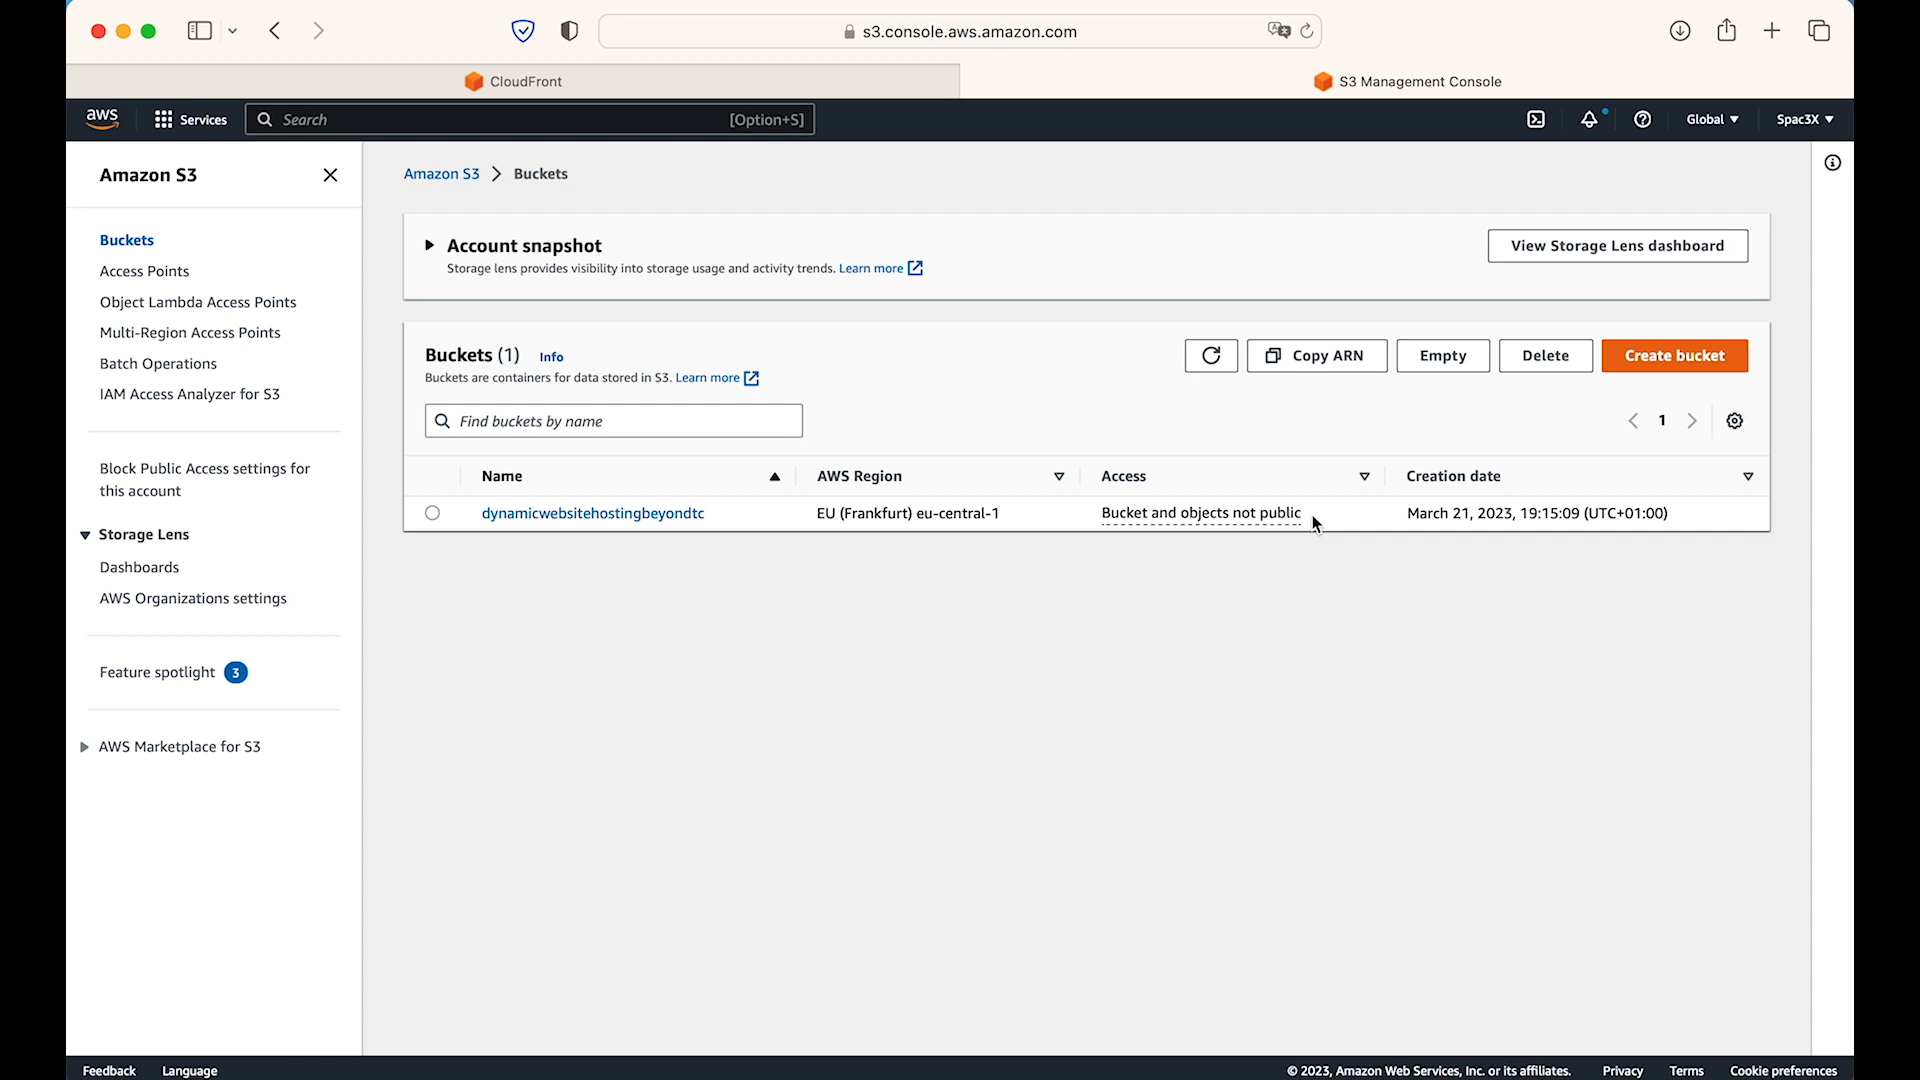 s3.console.aws.amazon.com
CloudFront
S3 Management Console
aws
Services
Search
[Option+S]
Global
Spac3X
Amazon S3
Buckets
Access Points
Object Lambda Access Points
Multi-Region Access Points
Batch Operations
IAM Access Analyzer for S3
Block Public Access settings for
this account
Storage Lens
Dashboards
AWS Organizations settings
Feature spotlight 3
AWS Marketplace for S3
Amazon S3 > Buckets
Account snapshot
Storage lens provides visibility into storage usage and activity trends. Learn more
View Storage Lens dashboard
Buckets (1) Info
Buckets are containers for data stored in S3. Learn more
Copy ARN
Empty
Delete
Create bucket
Find buckets by name
1
Name
AWS Region
Access
Creation date
dynamicwebsitehostingbeyondtc
EU (Frankfurt) eu-central-1
Bucket and objects not public
March 21, 2023, 19:15:09 (UTC+01:00)
Feedback
Language
© 2023, Amazon Web Services, Inc. or its affiliates.
Privacy
Terms
Cookie preferences